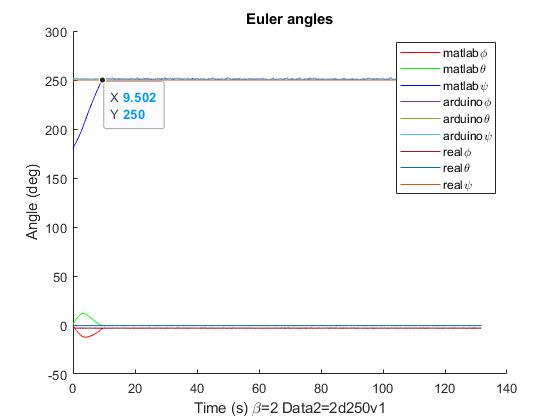 Euler angles
300
250
200
150
100
50
0
-50
Angle (deg)
X 9.502
Y 250
matlab ϕ
matlab θ
matlab ψ
arduino ϕ
arduino θ
arduino ψ
real ϕ
real θ
real ψ
0 20 40 60 80 100 120 140
Time (s) β=2 Data2=2d250v1